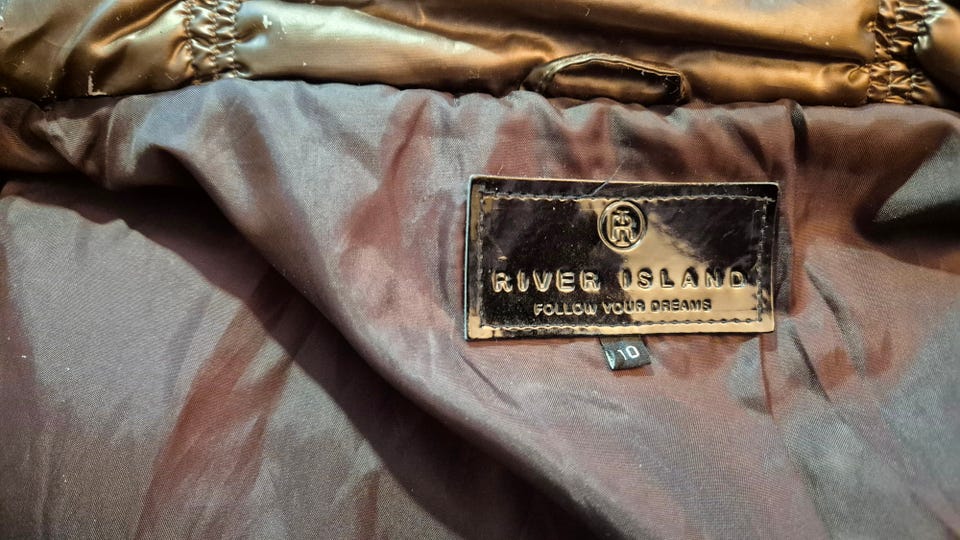 RI
RIVER ISLAND
FOLLOW YOUR DREAMS
10